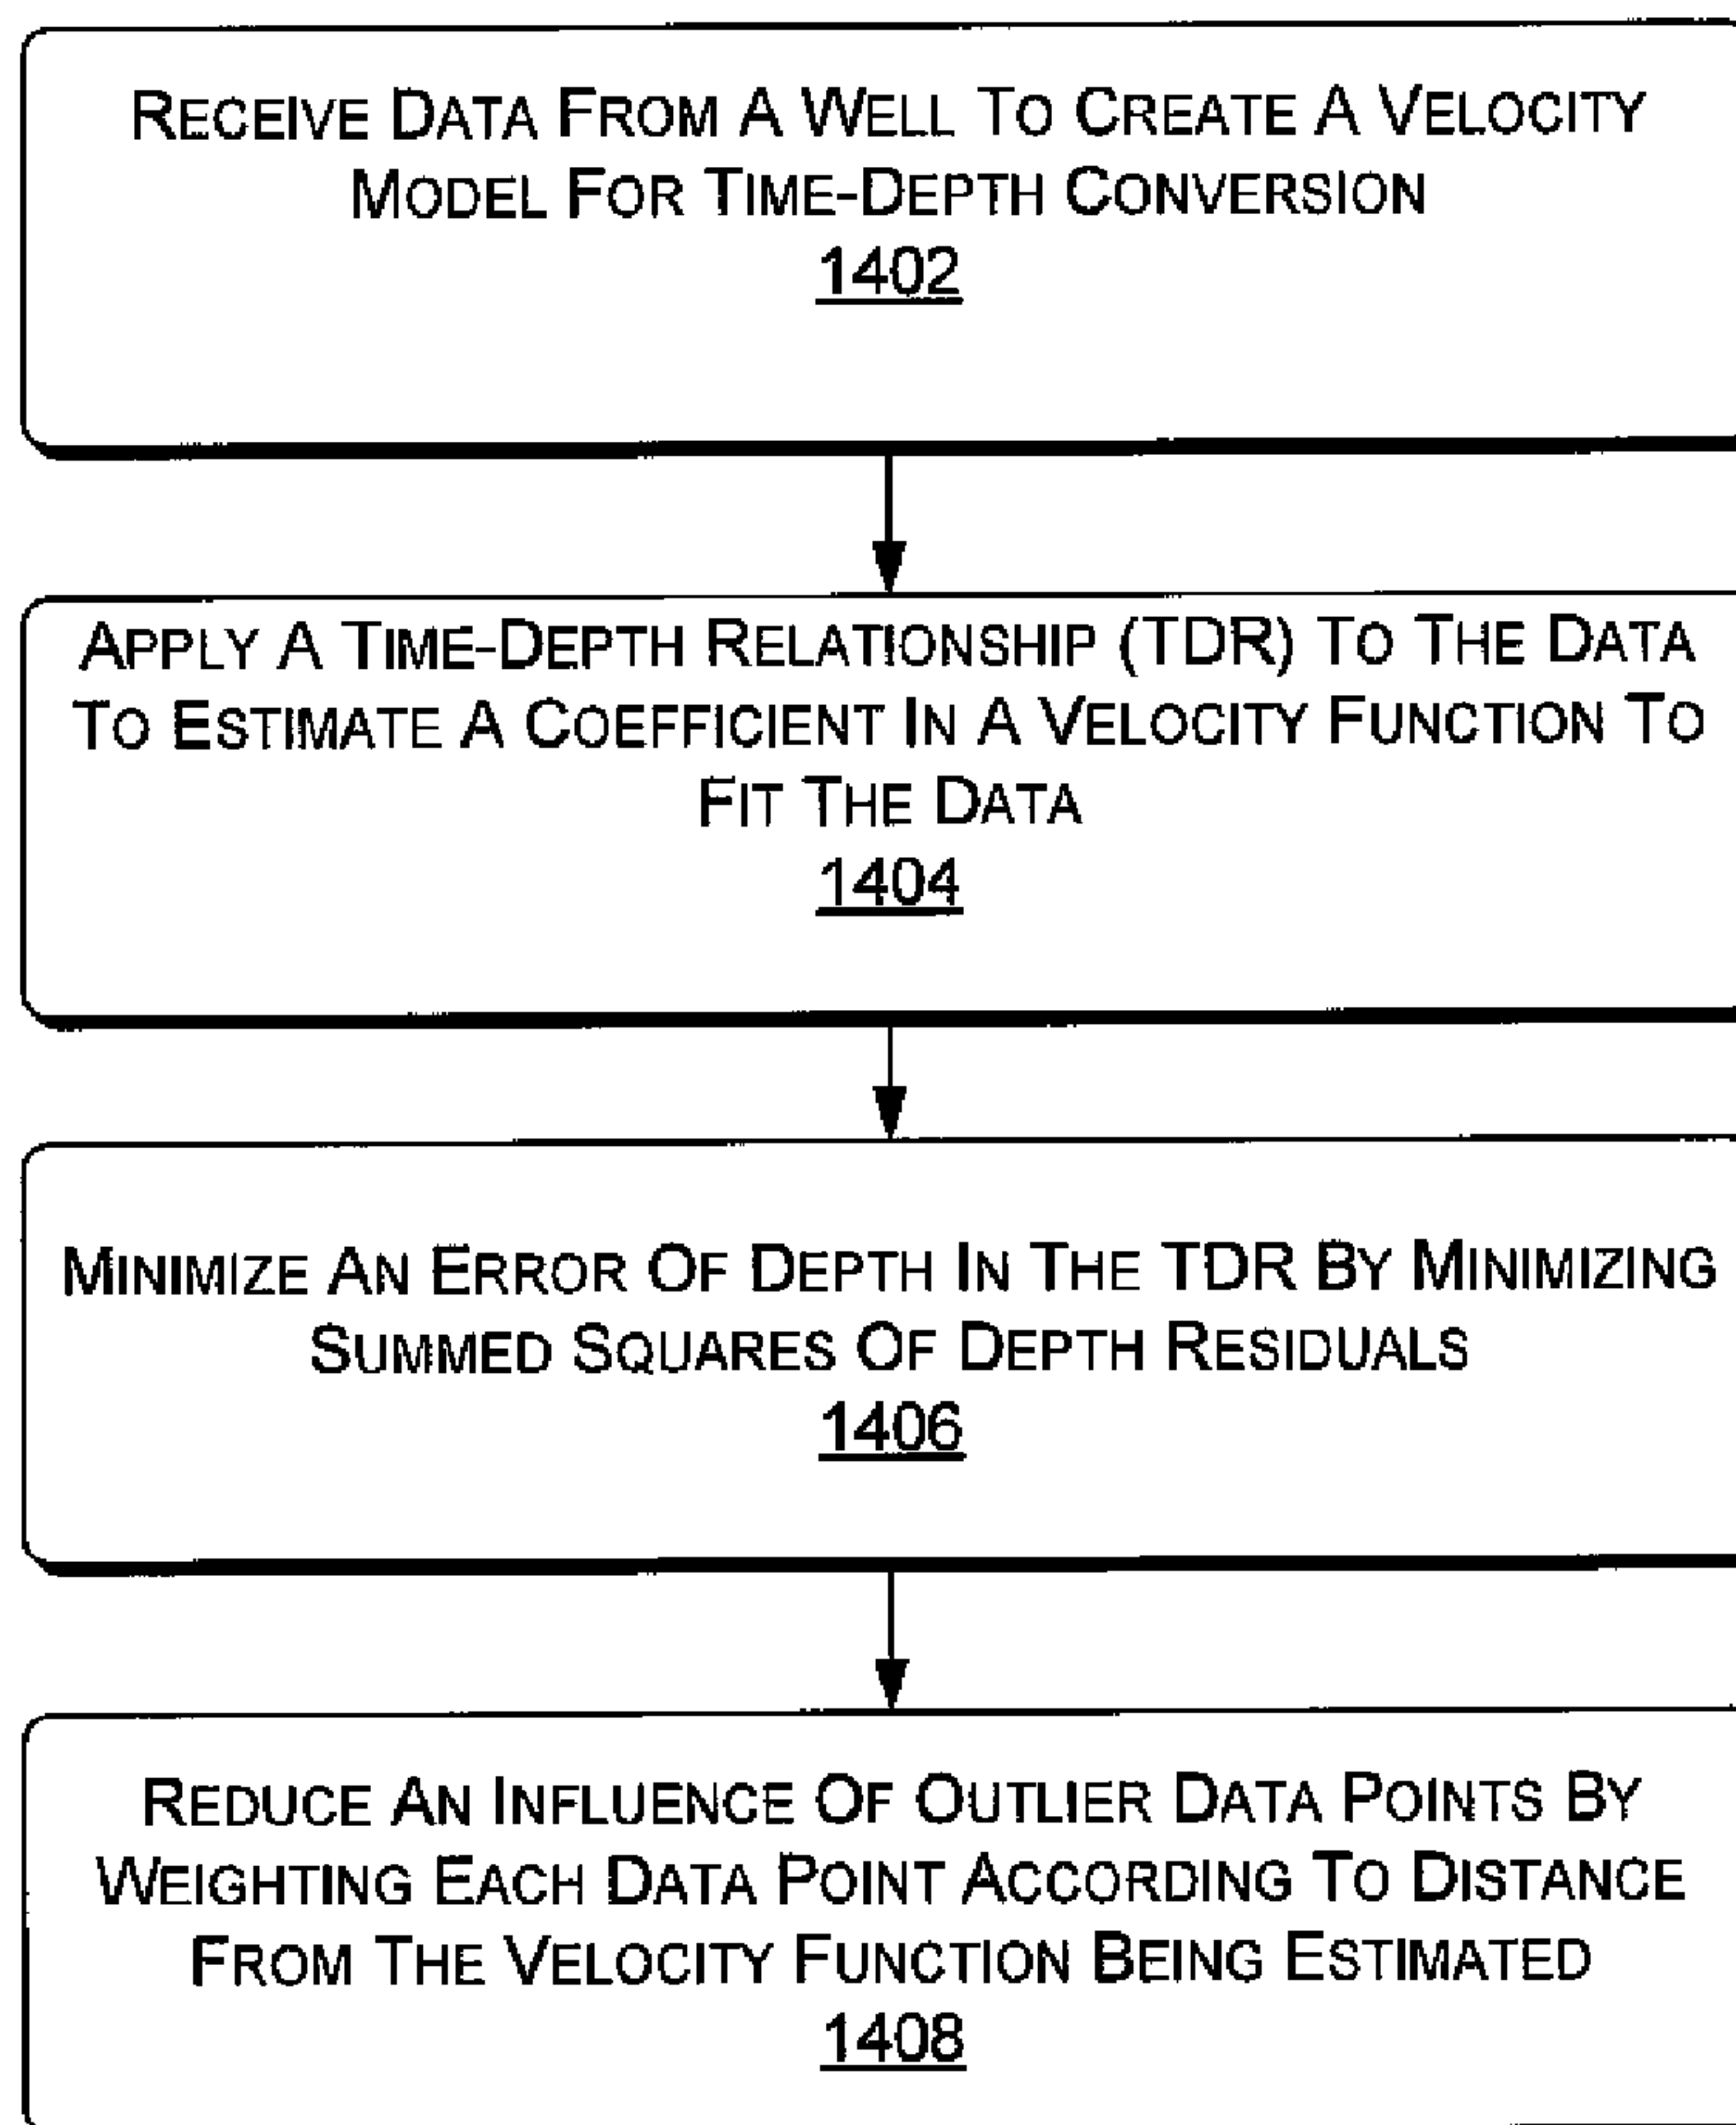 RECEIVE DATA FROM A WELL TO CREATE A VELOCITY
MODEL FOR TIME-DEPTH CONVERSION
1402
APPLY A TIME-DEPTH RELATIONSHIP (TDR) TO THE DATA
TO ESTIMATE A COEFFICIENT IN A VELOCITY FUNCTION TO
FIT THE DATA
1404
MINIMIZE AN ERROR OF DEPTH IN THE TDR BY MINIMIZING
SUMMED SQUARES OF DEPTH RESIDUALS
1406
REDUCE AN INFLUENCE OF OUTLIER DATA POINTS BY
WEIGHTING EACH DATA POINT ACCORDING TO DISTANCE
FROM THE VELOCITY FUNCTION BEING ESTIMATED
1408